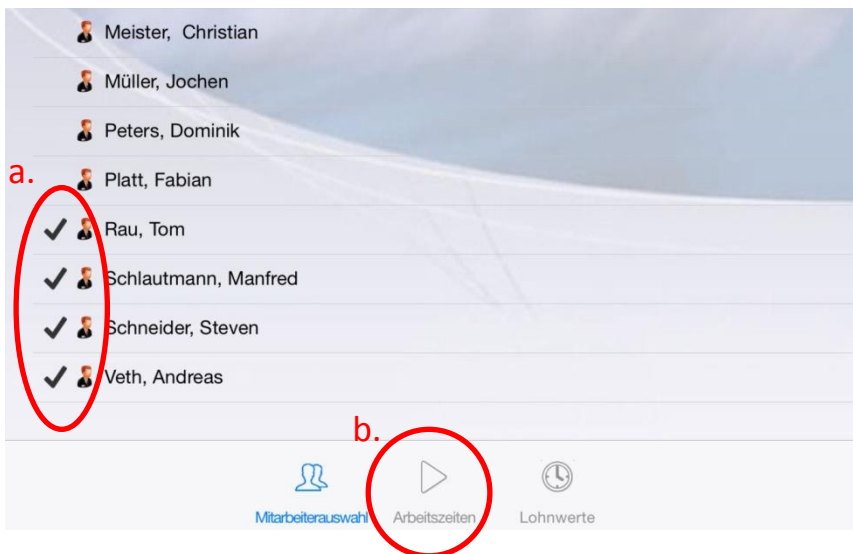 Meister, Christian
Müller, Jochen
Peters, Dominik
a.
Platt, Fabian
Rau, Tom
Schlautmann, Manfred
Schneider, Steven
Veth, Andreas
b.
Mitarbeiterauswahl Arbeitszeiten Lohnwerte